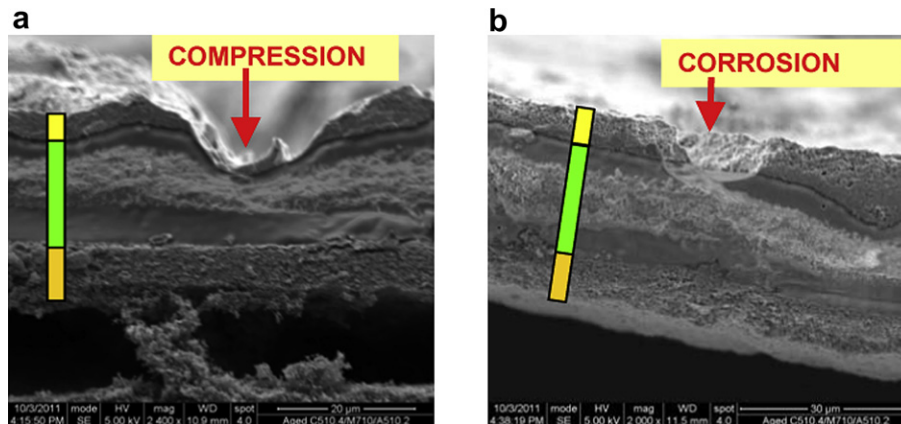 a
COMPRESSION
10/3/2011 mode HV mag WD spot 20 µm
4:15:50 PM SE 5.00 kV 2 400 x 10.9 mm 4.0 Aged C510.4/M710/A510.2
b
CORROSION
10/3/2011 mode HV mag WD spot 30 µm
4:38:19 PM SE 5.00 kV 2 000 x 11.5 mm 4.0 Aged C510.4/M710/A510.2